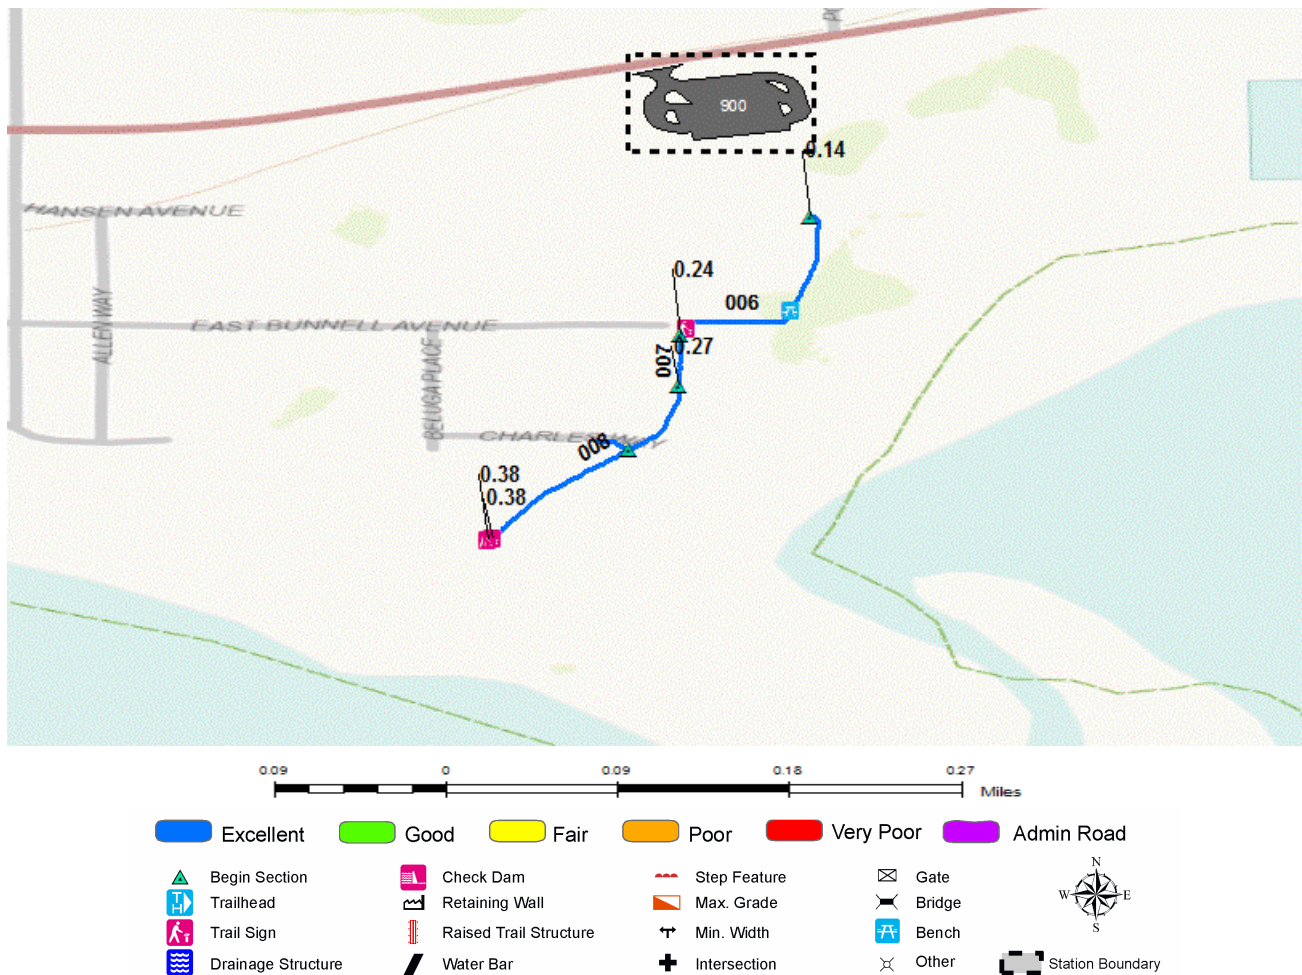 900
0.14
HANSEN AVENUE
0.24
006
ALLEN WAY
EAST BUNNELL AVENUE
0.27
007
BELUGA PLACE
CHARLES WAY
008
0.38
0.38
0.09 0 0.09 0.18 0.27
Miles
Excellent Good Fair Poor Very Poor Admin Road
Begin Section Check Dam Step Feature Gate
Trailhead Retaining Wall Max. Grade Bridge
Trail Sign Raised Trail Structure Min. Width Bench
Drainage Structure Water Bar Intersection Other Station Boundary
N
W E
S
TH